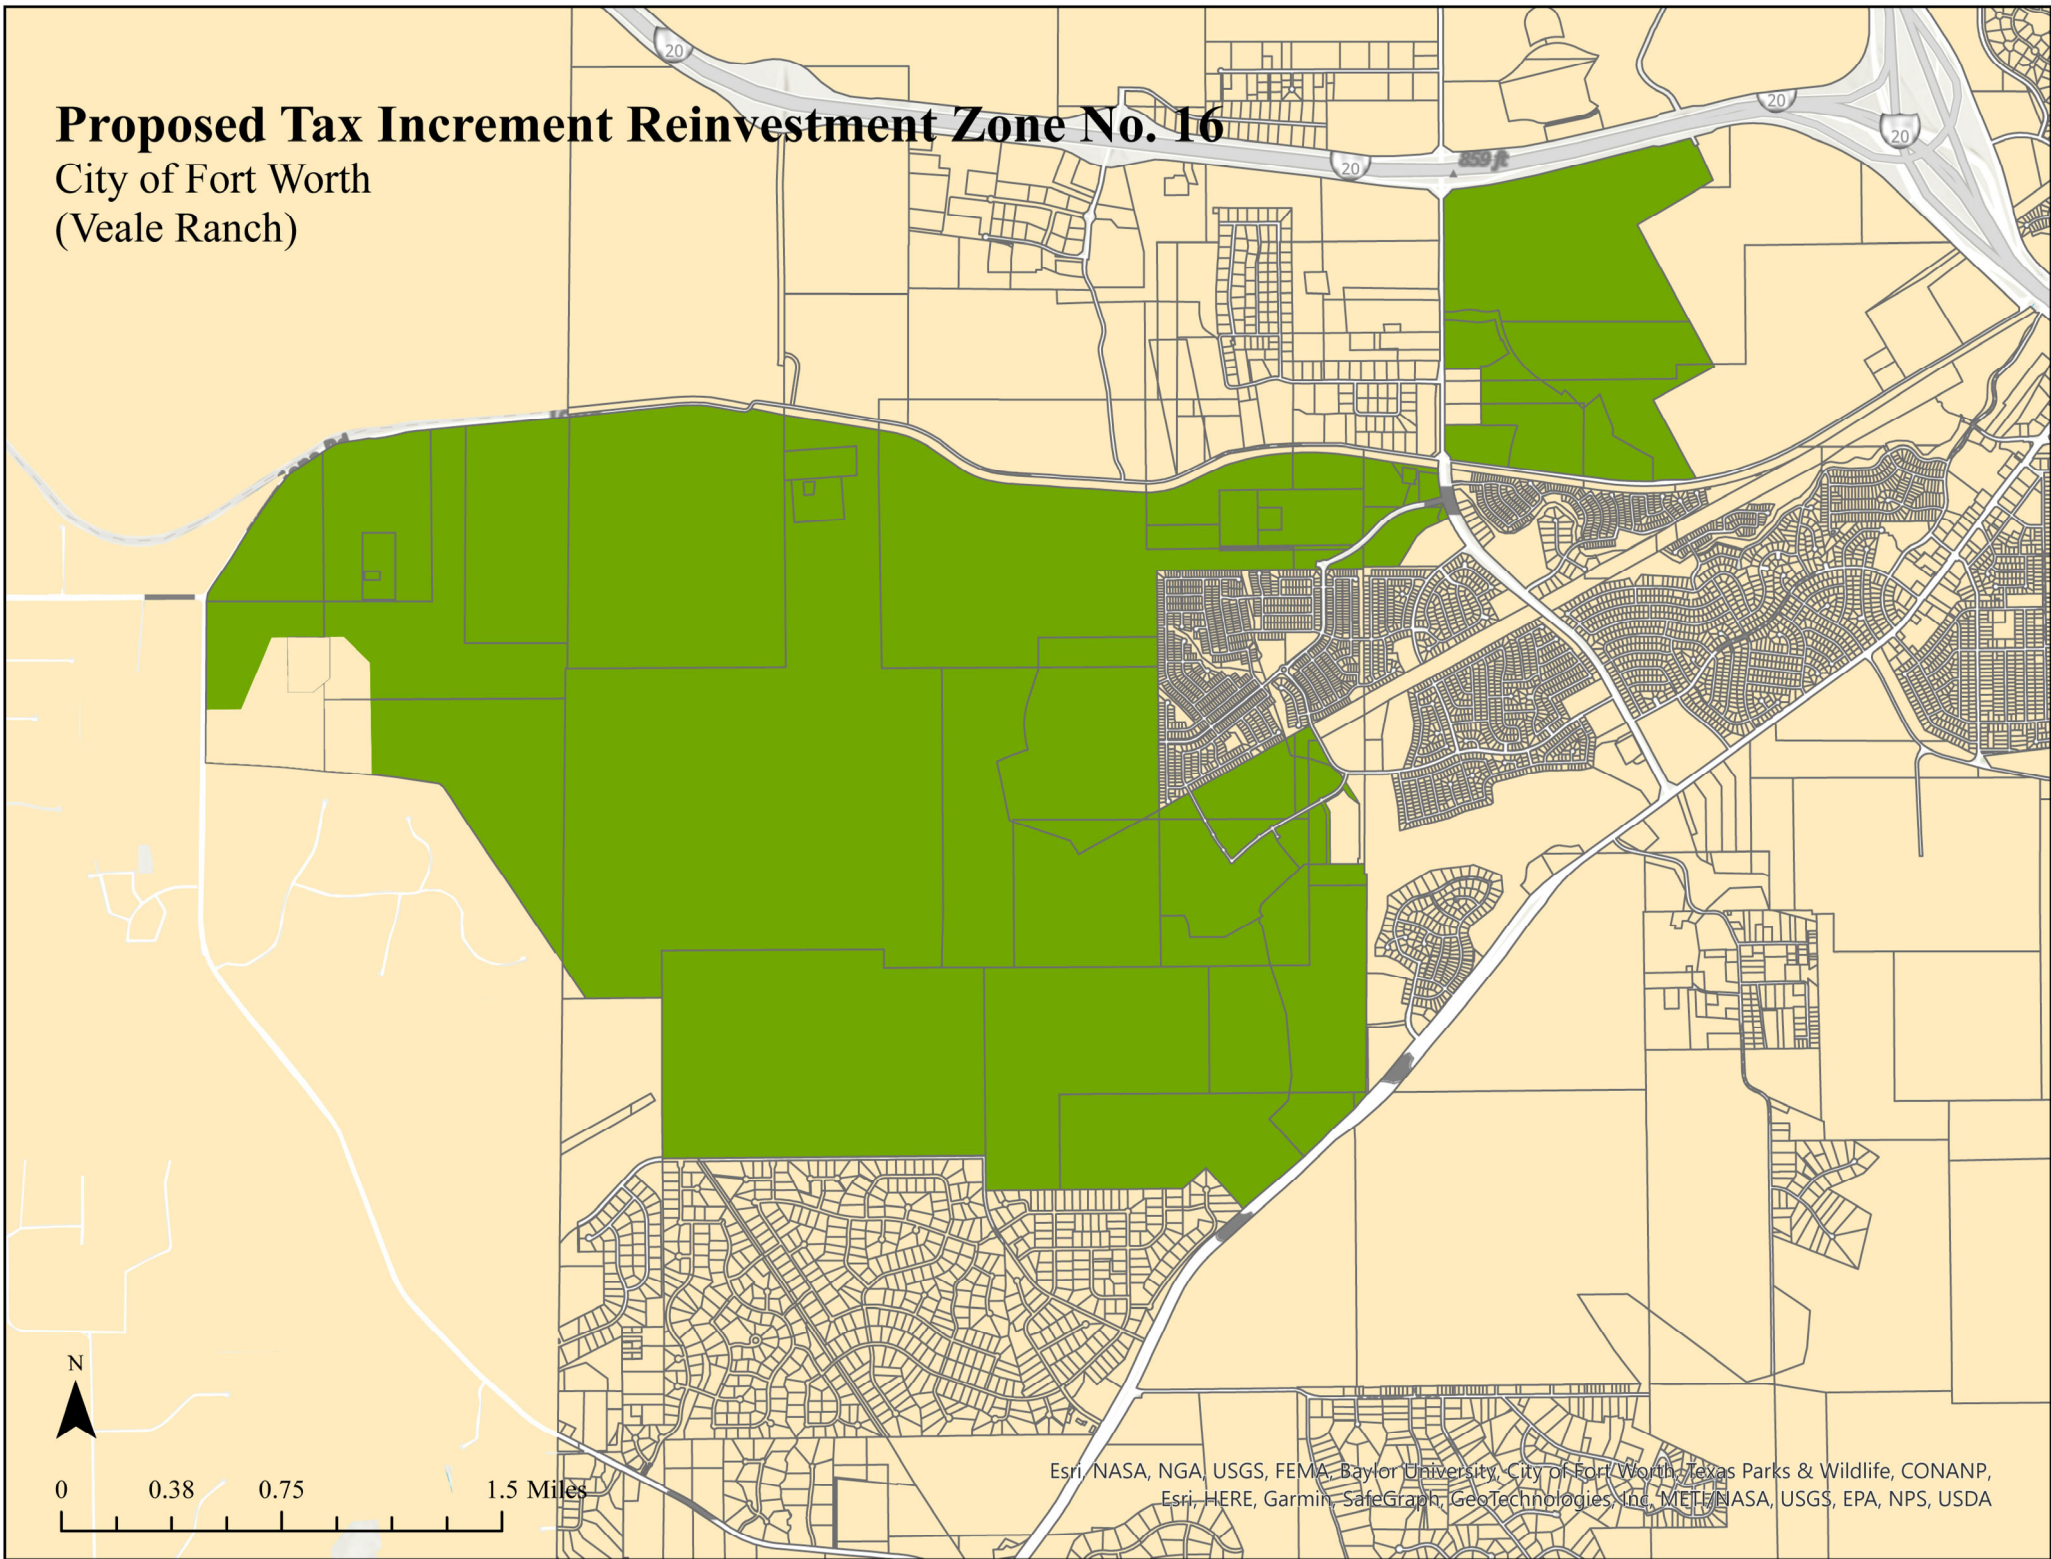 20
Proposed Tax Increment Reinvestment Zone No. 16
City of Fort Worth
(Veale Ranch)
20
20
20
859 ft
Rd
N
0 0.38 0.75 1.5 Miles
Esri, NASA, NGA, USGS, FEMA, Baylor University, City of Fort Worth, Texas Parks & Wildlife, CONANP,
Esri, HERE, Garmin, SafeGraph, GeoTechnologies, Inc, METI/NASA, USGS, EPA, NPS, USDA